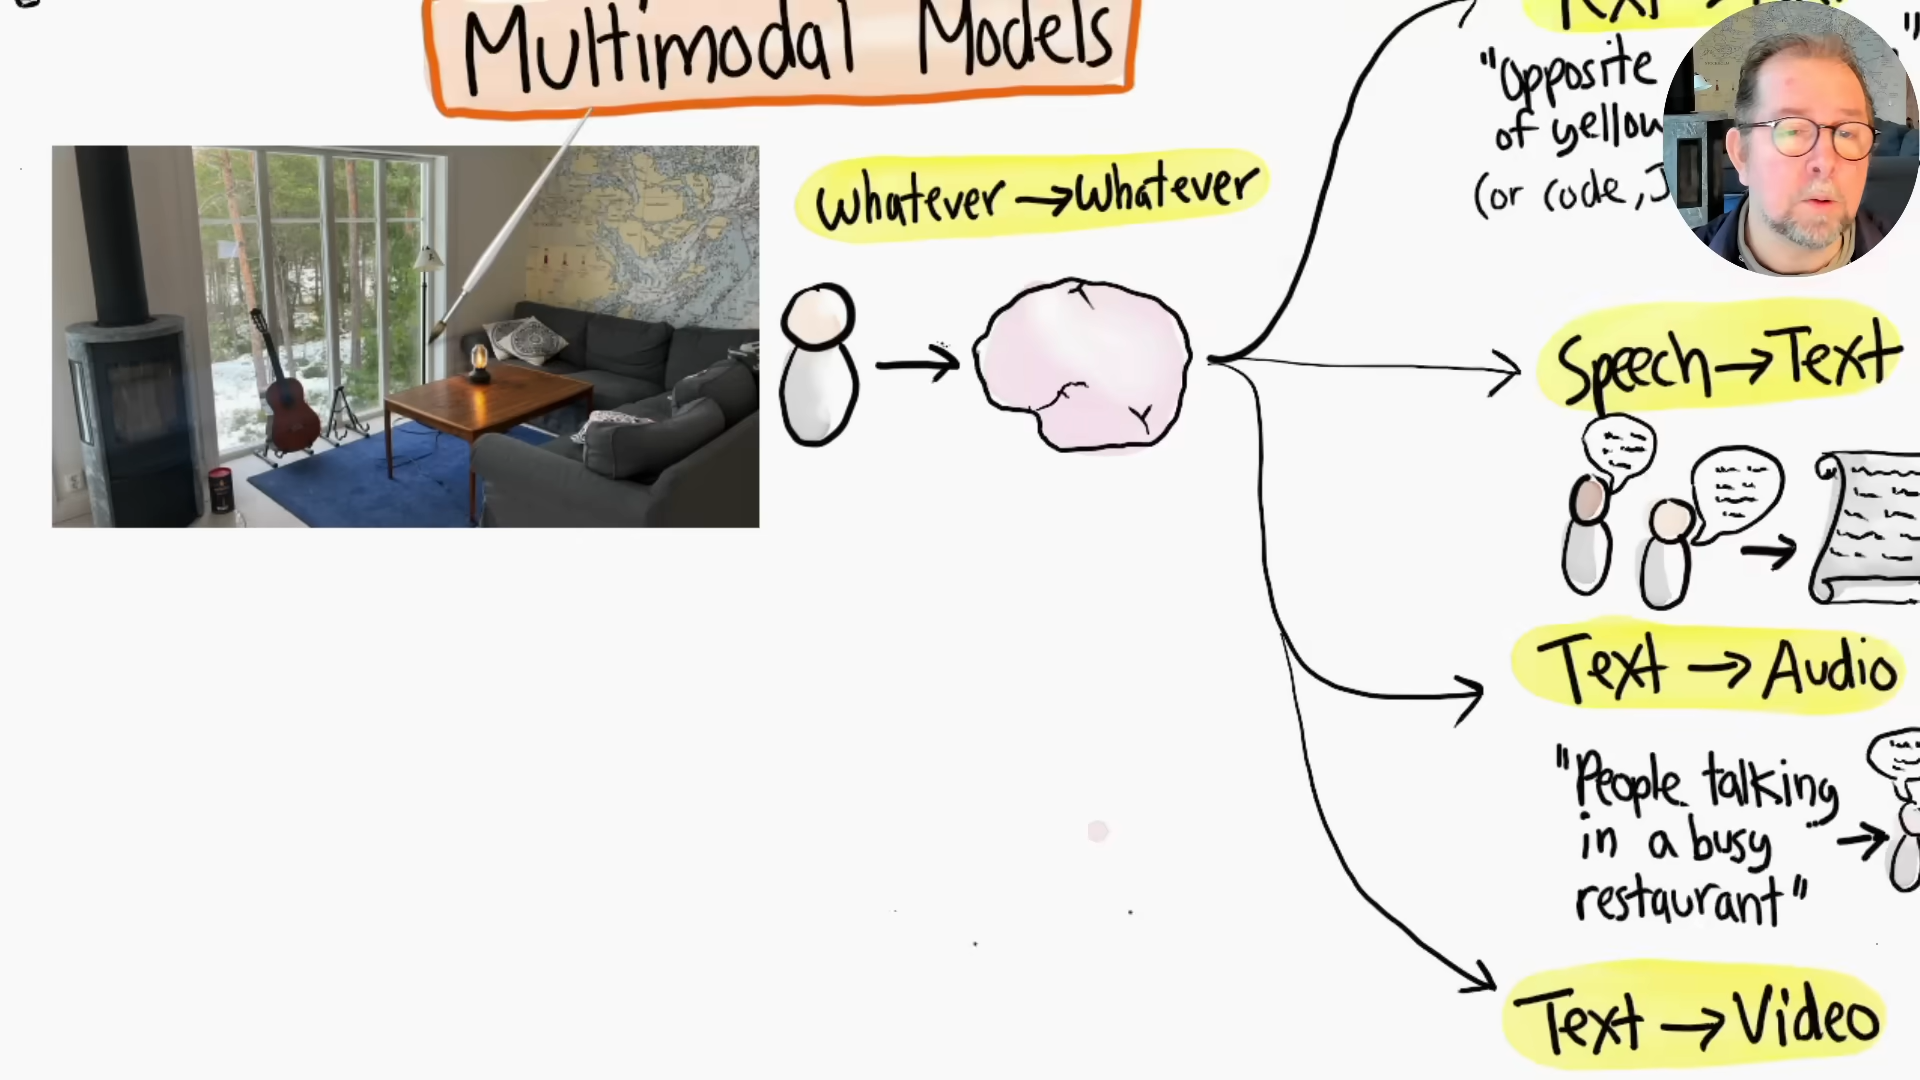 Multimodal Models
Whatever → Whatever
"Opposite
of yellow
(or code, J
Speech → Text
Text → Audio
"People talking
in a busy
restaurant"
Text → Video